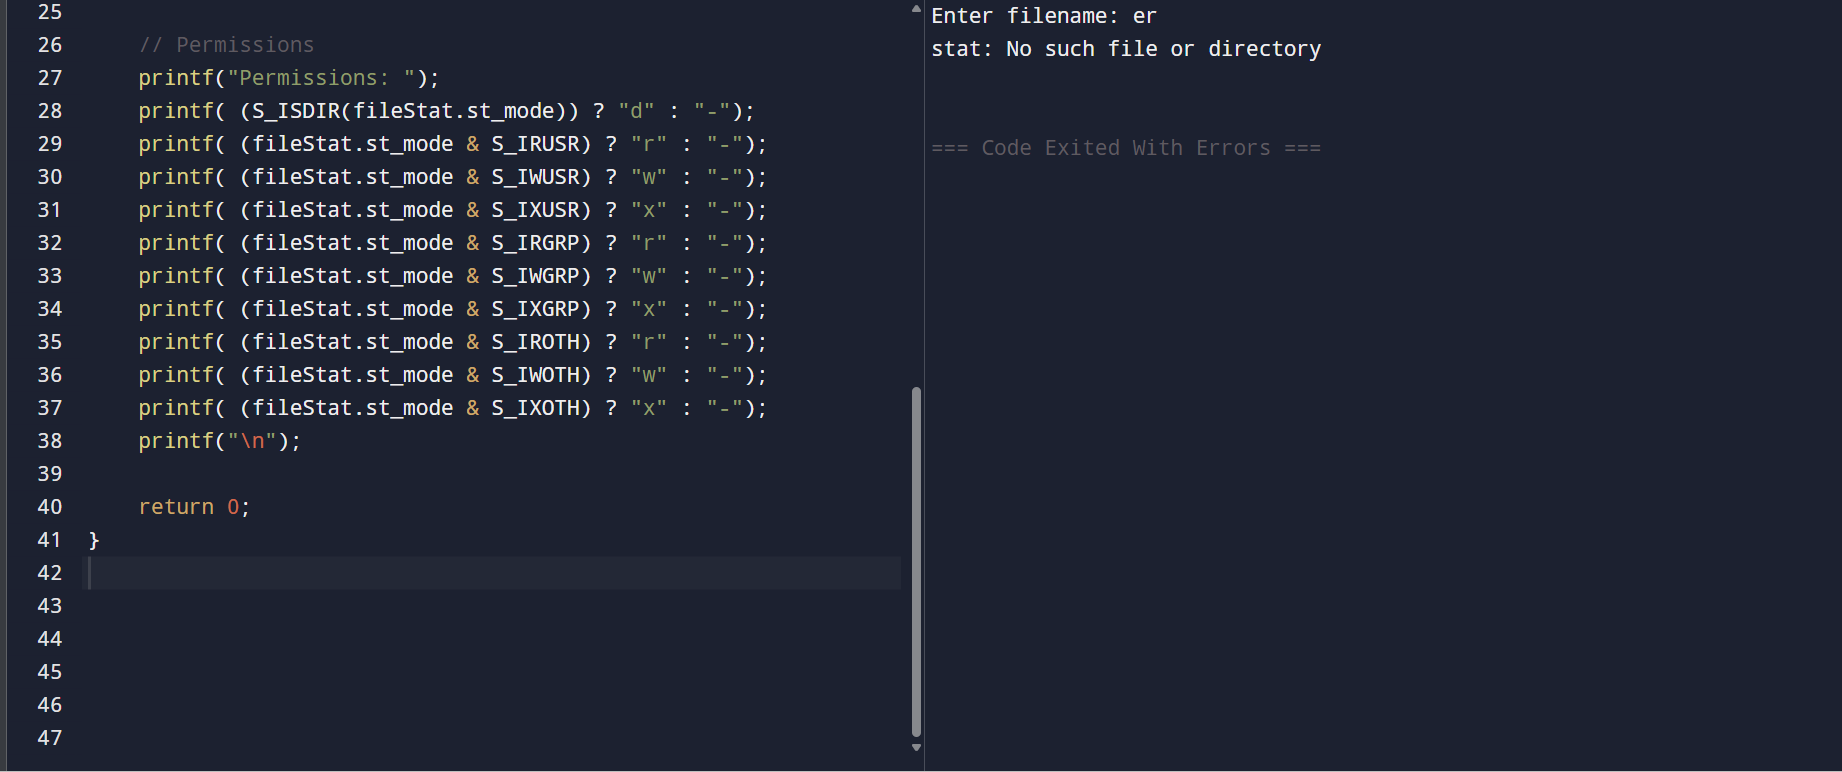 25
26 // Permissions
27 printf("Permissions: ");
28 printf( (S_ISDIR(fileStat.st_mode)) ? "d" : "-");
29 printf( (fileStat.st_mode & S_IRUSR) ? "r" : "-");
30 printf( (fileStat.st_mode & S_IWUSR) ? "w" : "-");
31 printf( (fileStat.st_mode & S_IXUSR) ? "x" : "-");
32 printf( (fileStat.st_mode & S_IRGRP) ? "r" : "-");
33 printf( (fileStat.st_mode & S_IWGRP) ? "w" : "-");
34 printf( (fileStat.st_mode & S_IXGRP) ? "x" : "-");
35 printf( (fileStat.st_mode & S_IROTH) ? "r" : "-");
36 printf( (fileStat.st_mode & S_IWOTH) ? "w" : "-");
37 printf( (fileStat.st_mode & S_IXOTH) ? "x" : "-");
38 printf("\n");
39
40 return 0;
41 }
42
43
44
45
46
47
Enter filename: er
stat: No such file or directory
=== Code Exited With Errors ===